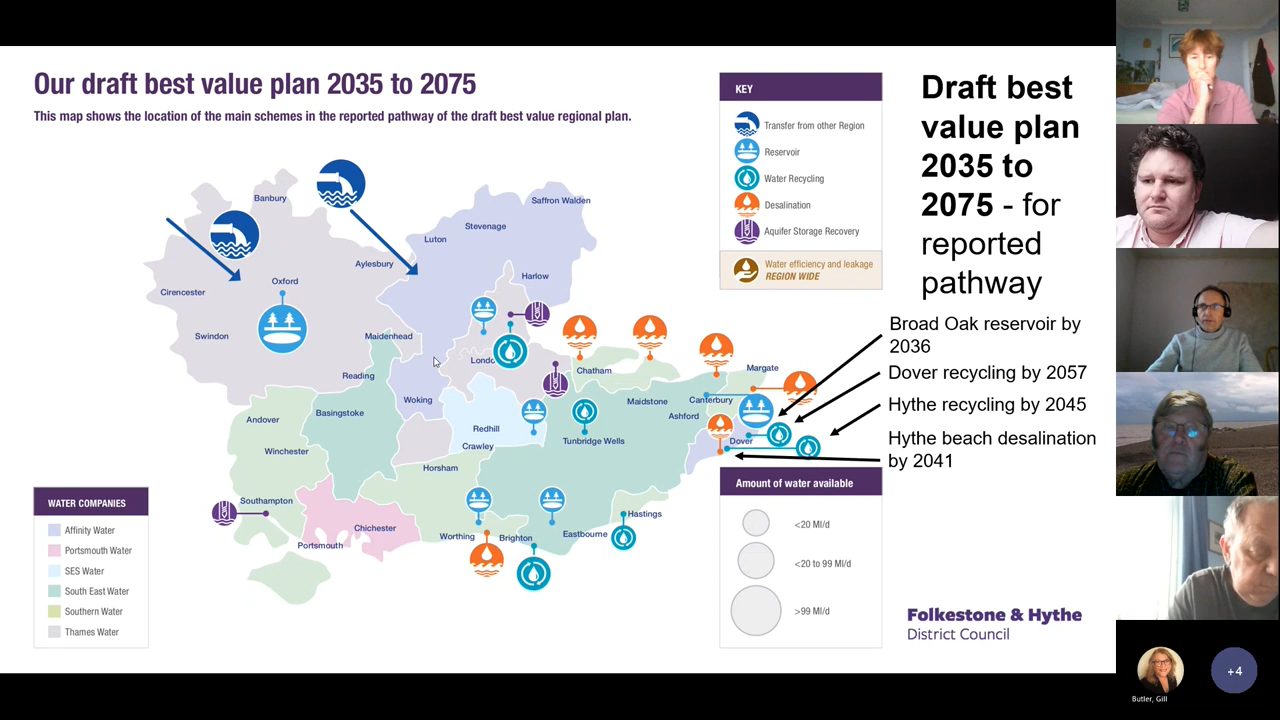 Our draft best value plan 2035 to 2075
This map shows the location of the main schemes in the reported pathway of the draft best value regional plan.
Banbury
Saffron Walden
Stevenage
Luton
Aylesbury
Harlow
Oxford
Cirencester
Swindon
Maidenhead
Londo
Reading
Chatham
Margate
Woking
Maidstone
Canterbury
Basingstoke
Andover
Ashford
Redhill
Dover
Tunbridge Wells
Crawley
Winchester
Horsham
Southampton
Hastings
Chichester
Worthing
Brighton
Eastbourne
Portsmouth
WATER COMPANIES
Affinity Water
Portsmouth Water
SES Water
South East Water
Southern Water
Thames Water
KEY
Transfer from other Region
Reservoir
Water Recycling
Desalination
Aquifer Storage Recovery
Water efficiency and leakage
REGION WIDE
Amount of water available
<20 Ml/d
<20 to 99 Ml/d
>99 Ml/d
Draft best
value plan
2035 to
2075 - for
reported
pathway
Broad Oak reservoir by
2036
Dover recycling by 2057
Hythe recycling by 2045
Hythe beach desalination
by 2041
Folkestone & Hythe
District Council
Butler, Gill
+4